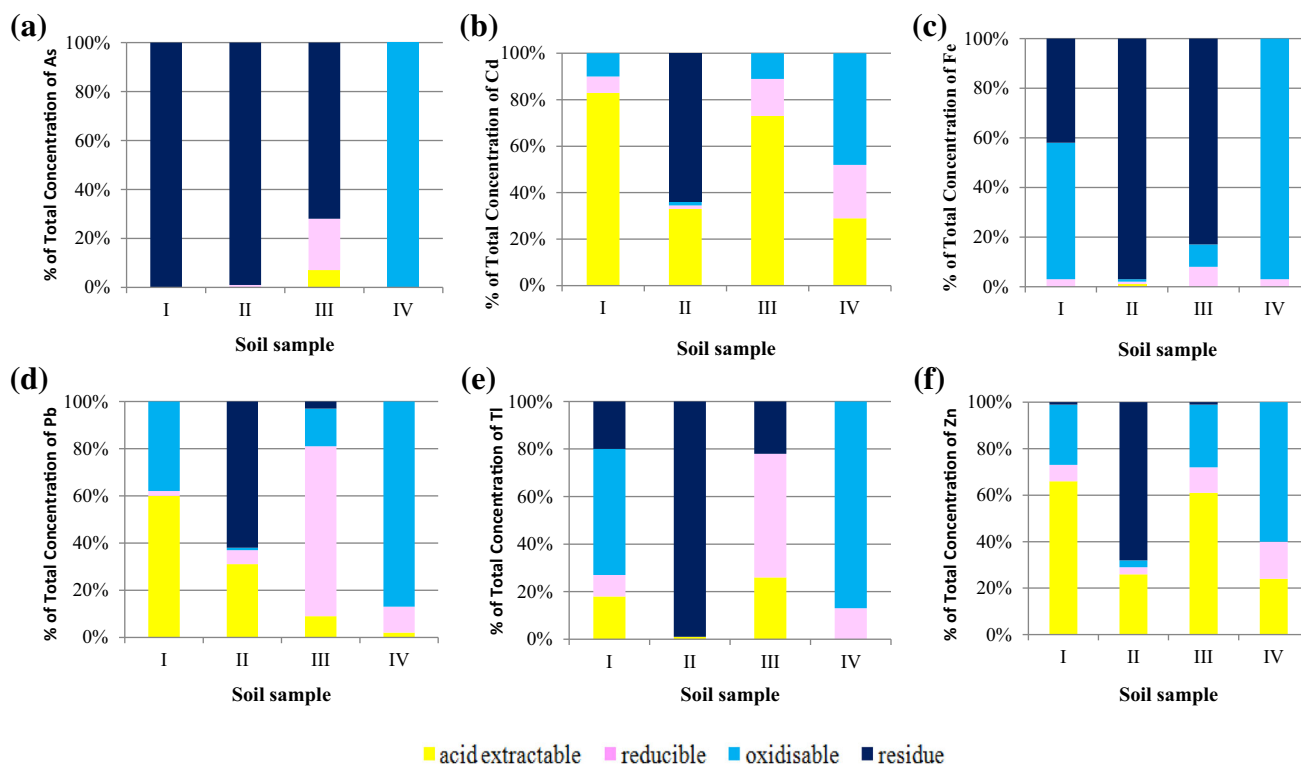 (a)
% of Total Concentration of As
100%
80%
60%
40%
20%
0%
I II III IV
Soil sample
(b)
% of Total Concentration of Cd
100%
80%
60%
40%
20%
0%
I II III IV
Soil sample
(c)
% of Total Concentration of Fe
100%
80%
60%
40%
20%
0%
I II III IV
Soil sample
(d)
% of Total Concentration of Pb
100%
80%
60%
40%
20%
0%
I II III IV
Soil sample
(e)
% of Total Concentration of Tl
100%
80%
60%
40%
20%
0%
I II III IV
Soil sample
(f)
% of Total Concentration of Zn
100%
80%
60%
40%
20%
0%
I II III IV
Soil sample
acid extractable reducible oxidisable residue